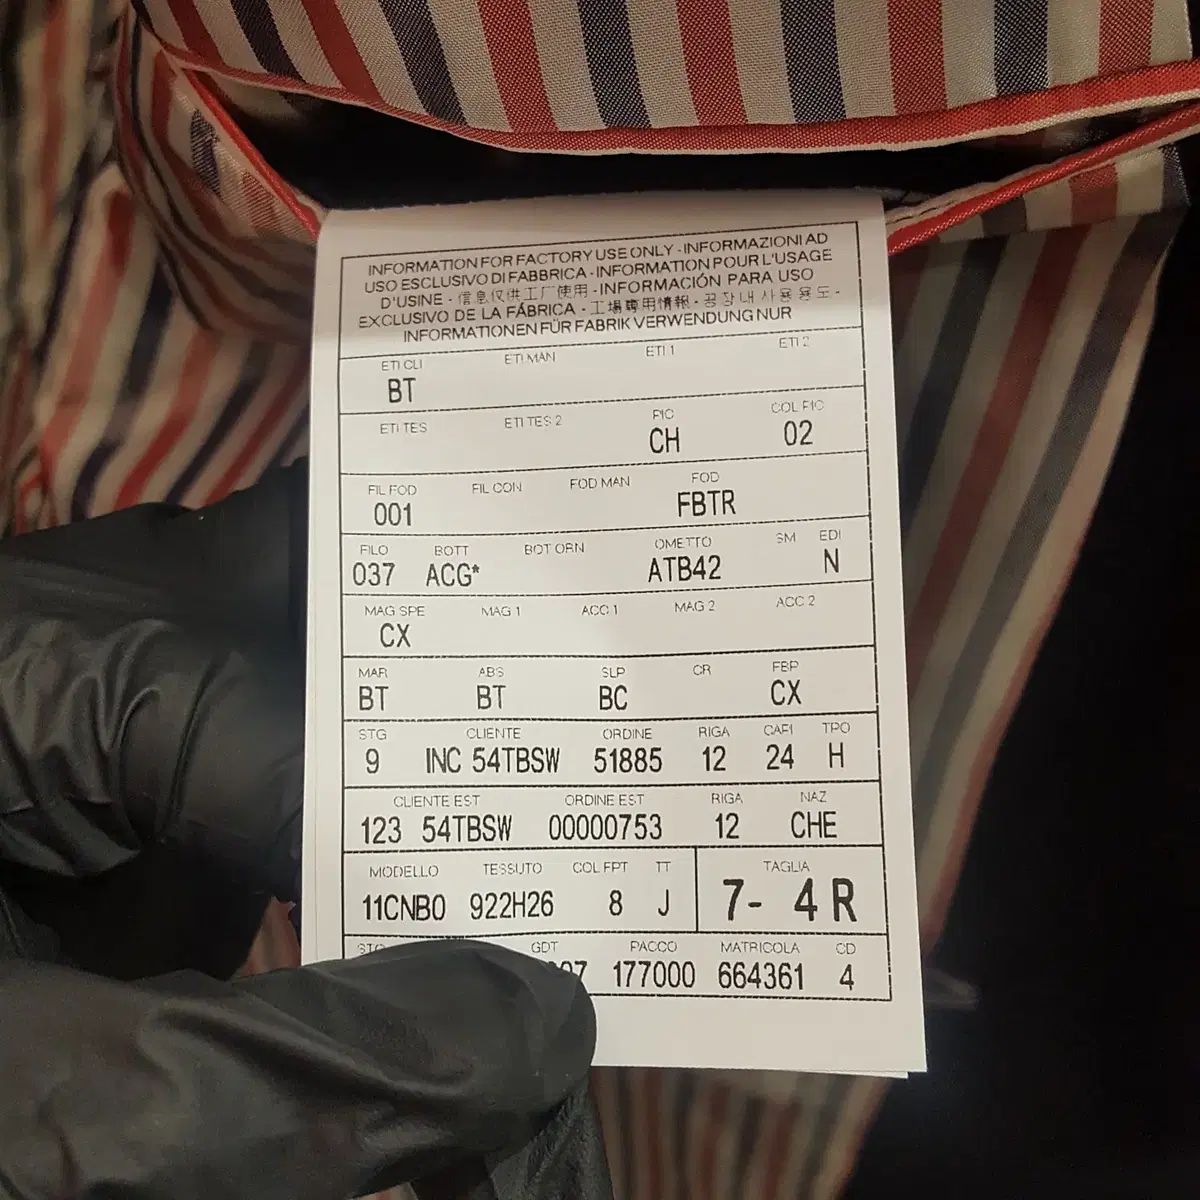 INFORMATION FOR FACTORY USE ONLY - INFORMAZIONI AD
USO ESCLUSIVO DI FABBRICA - INFORMATION POUR L'USAGE
D'USINE - 信息仅供工厂使用 - INFORMACIÓN PARA USO
EXCLUSIVO DE LA FÁBRICA - 工場専用情報 - 공장 내 사용 용도 -
INFORMATIONEN FÜR FABRIK VERWENDUNG NUR
ETI CLI ETI MAN ETI 1 ETI 2
BT
ETI TES ETI TES 2 PIC COL PIC
CH 02
FIL FOD FIL CON FOD MAN FOD
001 FBTR
FILO BOTT BOT ORN OMETTO SM EDI
037 ACG* ATB42 N
MAG SPE MAG 1 ACC 1 MAG 2 ACC 2
CX
MAR ABS SLP CR FBP
BT BT BC CX
STG CLIENTE ORDINE RIGA CAP1 TPO
9 INC 54TBSW 51885 12 24 H
CLIENTE EST ORDINE EST RIGA NAZ
123 54TBSW 00000753 12 CHE
MODELLO TESSUTO COL FPT TT TAGLIA
11CNB0 922H26 8 J 7- 4 R
GDT PACCO MATRICOLA CD
177000 664361 4